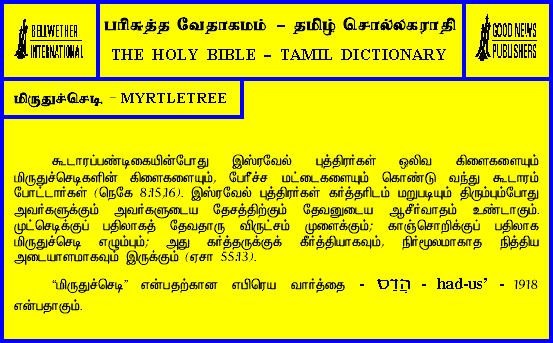 BELLWETHER
INTERNATIONAL
பரிசுத்த வேதாகமம் – தமிழ் சொல்லகராதி
THE HOLY BIBLE – TAMIL DICTIONARY
GOOD NEWS
PUBLISHERS
மிருதுச்செடி – MYRTLETREE
கூடாரப்பண்டிகையின்போது இஸ்ரவேல் புத்திரர்கள் ஒலிவ கிளைகளையும்
மிருதுச்செடிகளின் கிளைகளையும், பேரீச்ச மட்டைகளையும் கொண்டு வந்து கூடாரம்
போட்டார்கள் (நெகே 8:15,16). இஸ்ரவேல் புத்திரர்கள் கர்த்தரிடம் மறுபடியும் திரும்பும்போது
அவர்களுக்கும் அவர்களுடைய தேசத்திற்கும் தேவனுடைய ஆசீர்வாதம் உண்டாகும்.
முட்செடிக்குப் பதிலாகத் தேவதாரு விருட்சம் முளைக்கும்; காஞ்சொறிக்குப் பதிலாக
மிருதுச்செடி எழும்பும்; அது கர்த்தருக்குக் கீர்த்தியாகவும், நிர்மூலமாகாத நித்திய
அடையாளமாகவும் இருக்கும் (ஏசா 55:13).
“மிருதுச்செடி” என்பதற்கான எபிரெய வார்த்தை - הֲדַס - had-us’ - 1918
என்பதாகும்.